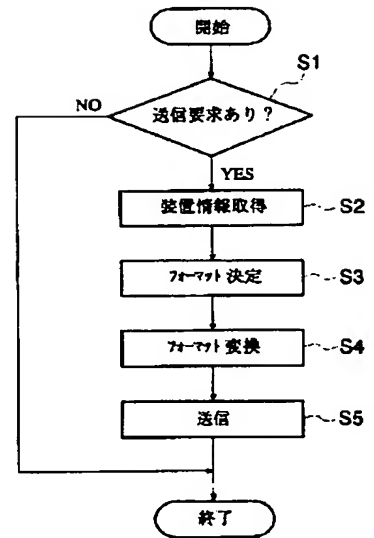 開始
S1
NO
送信要求あり?
YES
装置情報取得
S2
フォーマット 決定
S3
フォーマット 変換
S4
送信
S5
終了